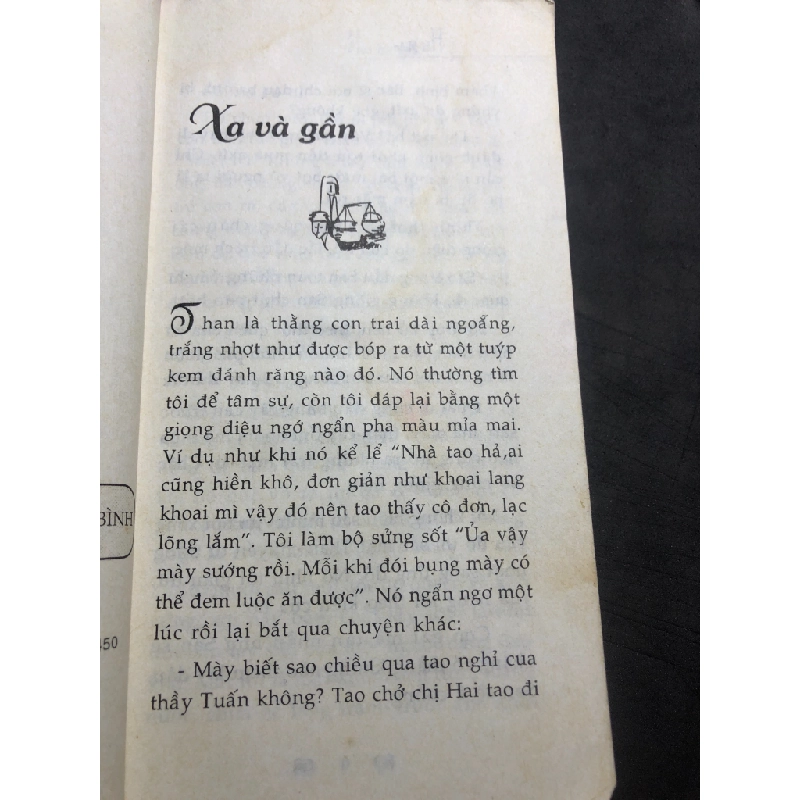 Xa và gần
Than là thằng con trai dài ngoẵng,
trắng nhợt như được bóp ra từ một tuýp
kem đánh răng nào đó. Nó thường tìm
tôi để tâm sự, còn tôi đáp lại bằng một
giọng điệu ngớ ngẩn pha màu mỉa mai.
Ví dụ như khi nó kể lể “Nhà tao hả,ai
cũng hiền khô, đơn giản như khoai lang
khoai mì vậy đó nên tao thấy cô đơn, lạc
lõng lắm”. Tôi làm bộ sửng sốt “Ủa vậy
mày sướng rồi. Mỗi khi đói bụng mày có
thể đem luộc ăn được”. Nó ngẩn ngơ một
lúc rồi lại bắt qua chuyện khác:
- Mày biết sao chiều qua tao nghỉ cua
thầy Tuấn không? Tao chở chị Hai tao đi
BÌNH
450